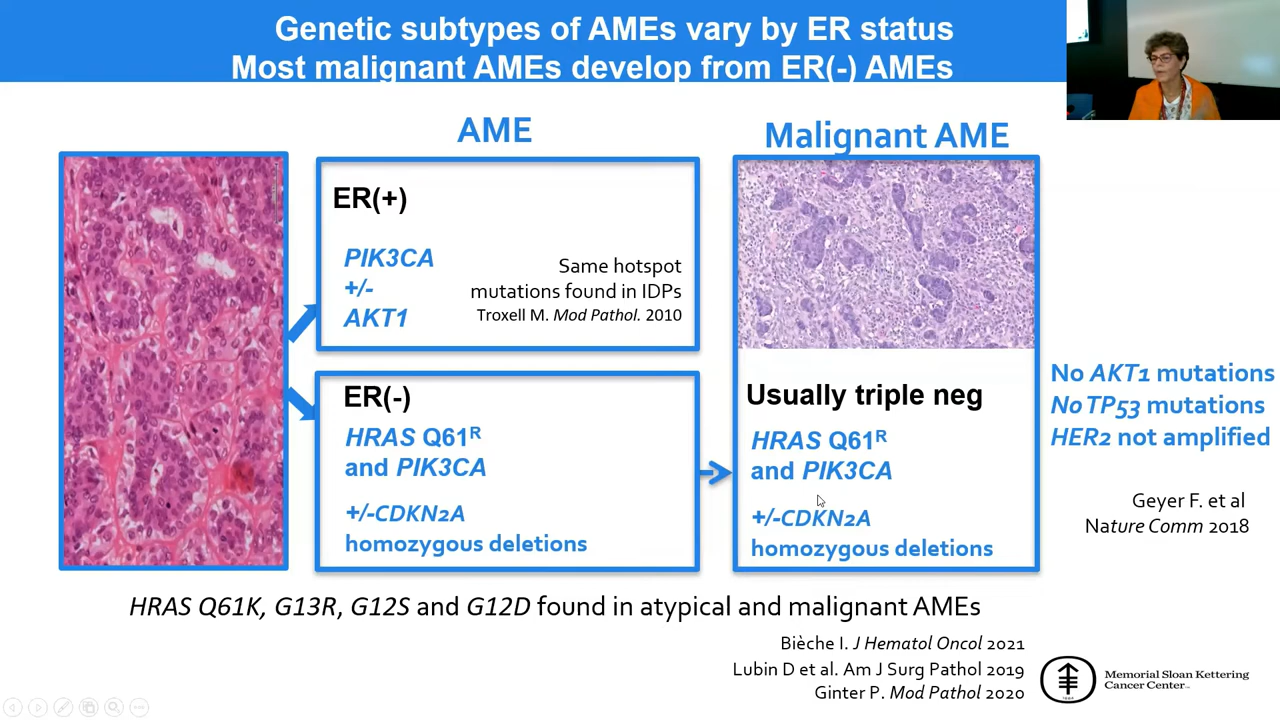 Genetic subtypes of AMEs vary by ER status
Most malignant AMEs develop from ER(-) AMEs
AME
Malignant AME
ER(+)
PIK3CA
+/-
AKT1
Same hotspot
mutations found in IDPs
Troxell M. Mod Pathol. 2010
ER(-)
HRAS Q61R
and PIK3CA
+/-CDKN2A
homozygous deletions
Usually triple neg
HRAS Q61R
and PIK3CA
+/-CDKN2A
homozygous deletions
No AKT1 mutations
No TP53 mutations
HER2 not amplified
Geyer F. et al
Nature Comm 2018
HRAS Q61K, G13R, G12S and G12D found in atypical and malignant AMEs
Bièche I. J Hematol Oncol 2021
Lubin D et al. Am J Surg Pathol 2019
Ginter P. Mod Pathol 2020
Memorial Sloan Kettering
Cancer Center